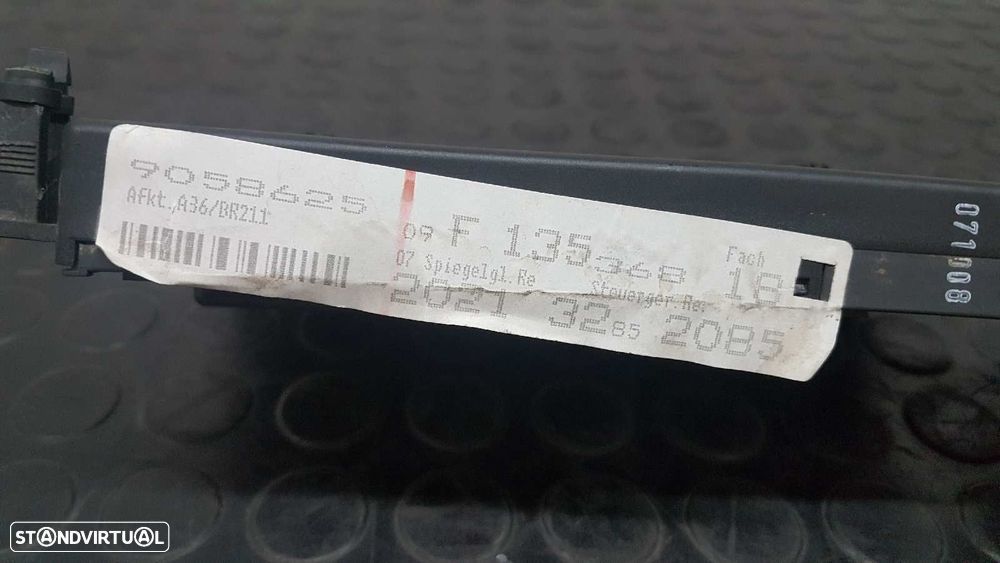 9058625
Afkt.,A36/BR211
09 F 135 368
Fach
18
07 Spiegelgl.Re
Steuerger Re.
2021 32 85 2085
071008
STANDVIRTUAL